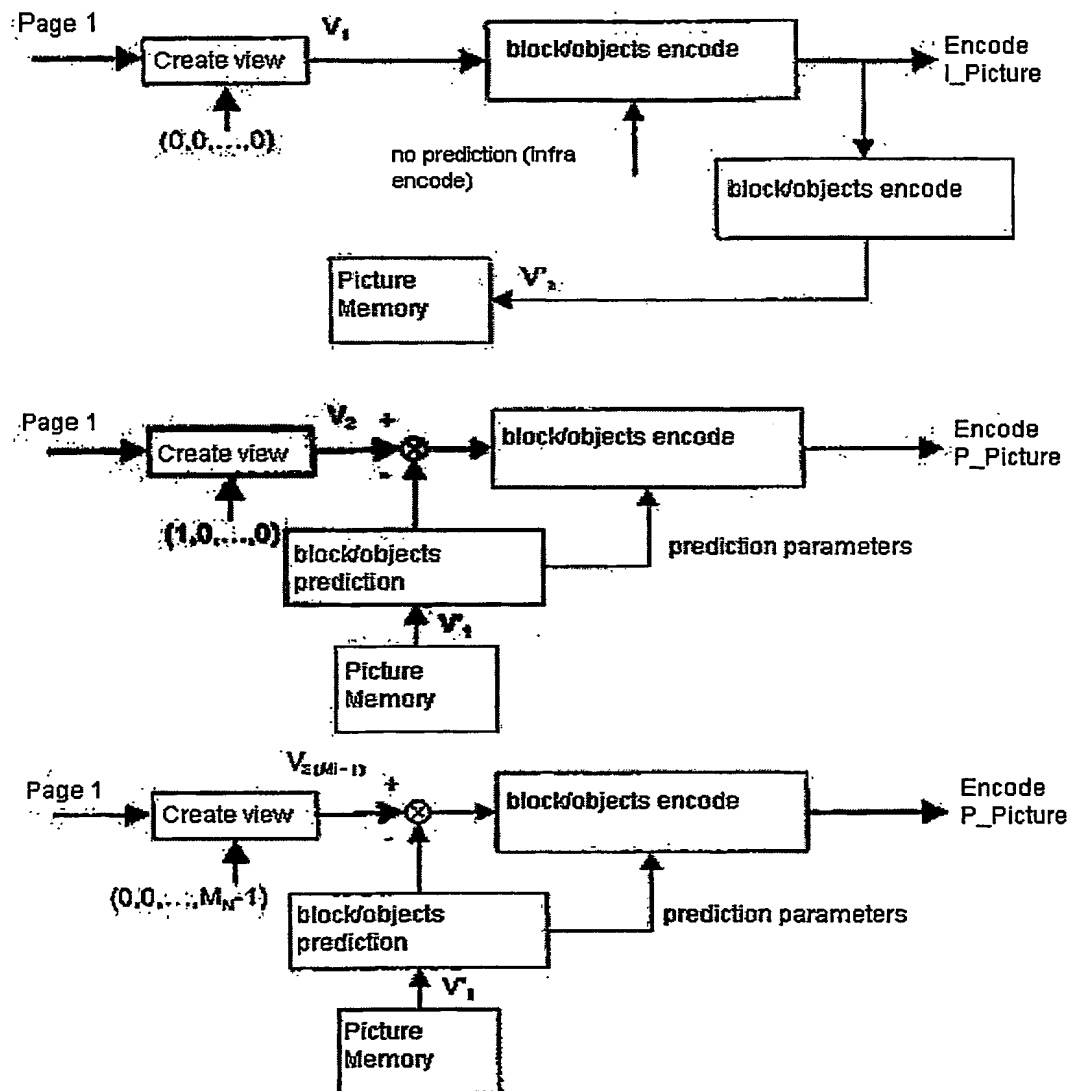 Page 1
V₁
Create view
(0,0,...,0)
block/objects encode
Encode
I_Picture
no prediction (infra
encode)
block/objects encode
Picture
Memory
Page 1
V₂
+
Create view
-
(1,0,...,0)
block/objects encode
Encode
P_Picture
block/objects
prediction
prediction parameters
V'₁
Picture
Memory
Page 1
+
Create view
-
(0,0,...,M_N-1)
block/objects encode
Encode
P_Picture
block/objects
prediction
prediction parameters
V'₁
Picture
Memory